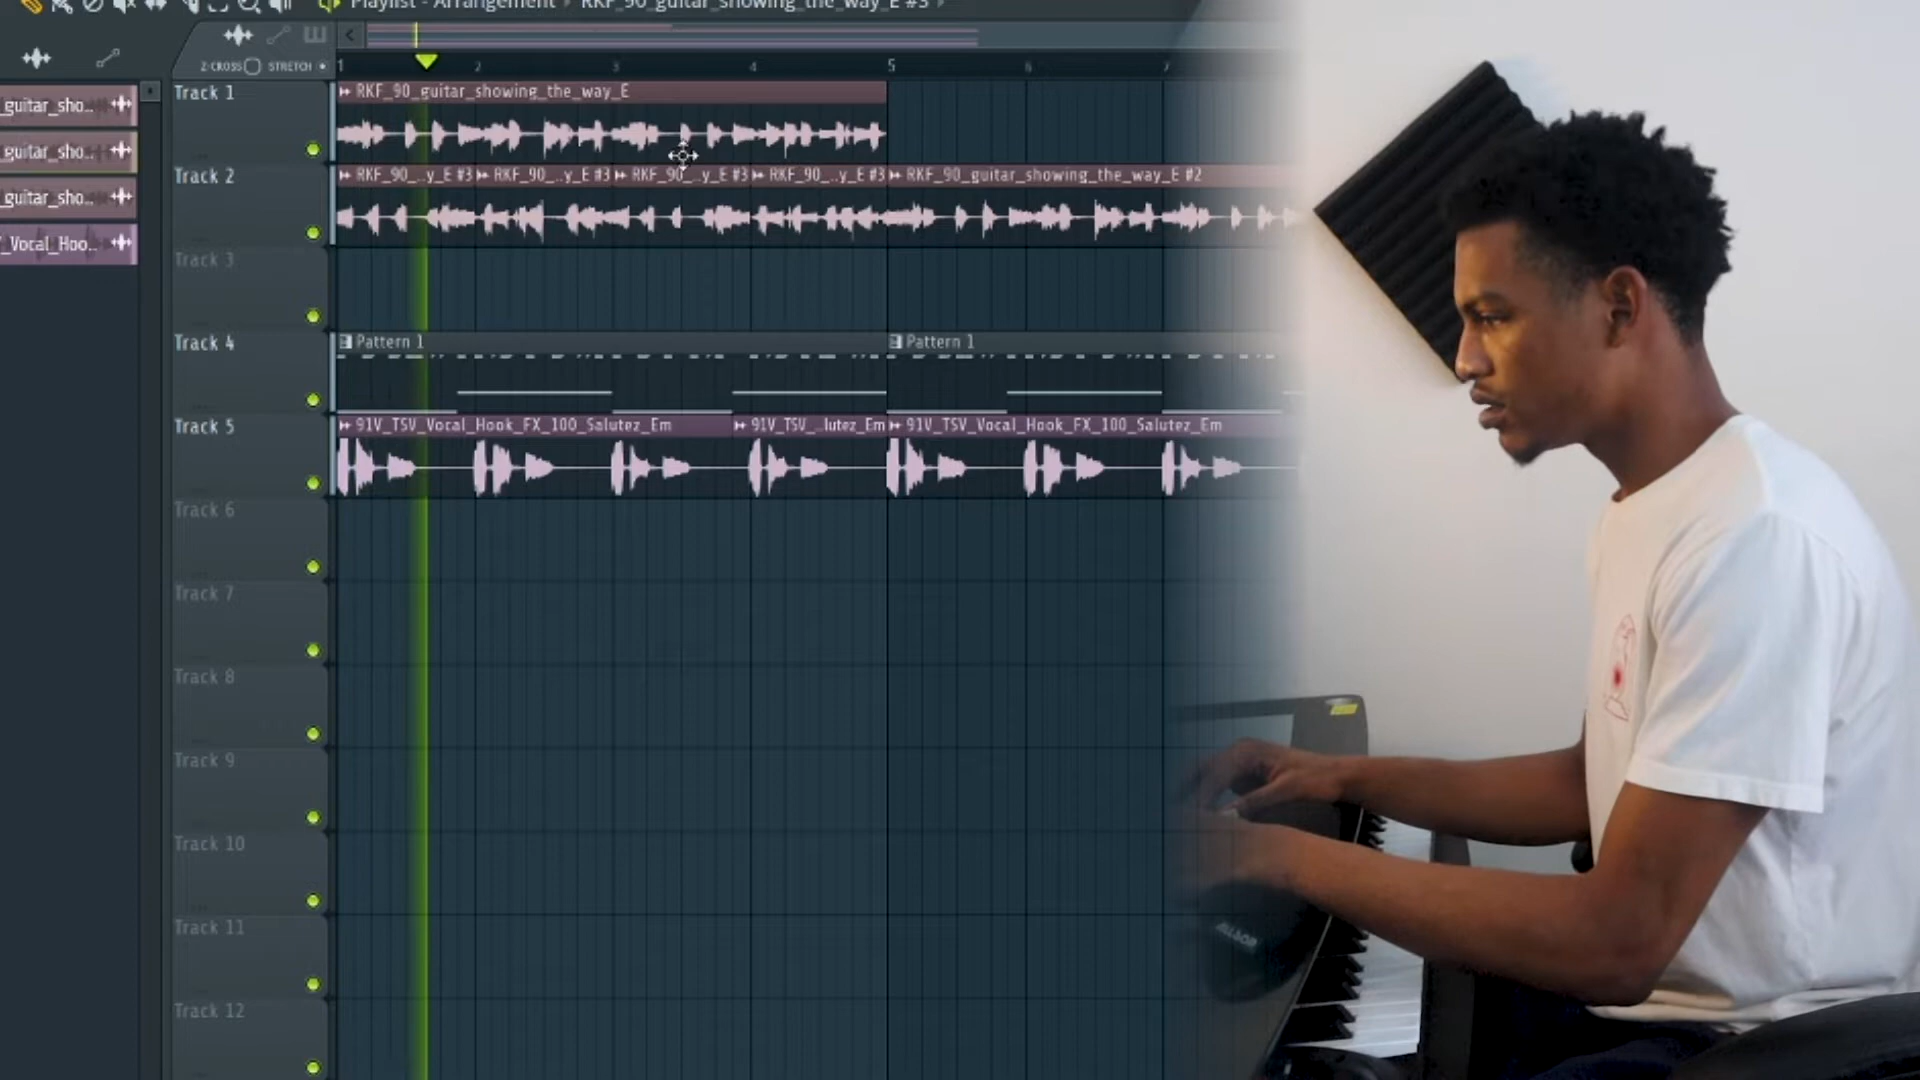 Playlist - Arrangement › RKF_90_guitar_showing_the_way_E #3 ›
Z-CROSS STRETCH
1 2 3 4 5 6 7
_guitar_sho...
_guitar_sho...
_guitar_sho...
_Vocal_Hoo...
Track 1
RKF_90_guitar_showing_the_way_E
Track 2
RKF_90_...y_E #3 RKF_90_...y_E #3 RKF_90_...y_E #3 RKF_90_...y_E #3 RKF_90_guitar_showing_the_way_E #2
Track 3
Track 4
Pattern 1 Pattern 1
Track 5
91V_TSV_Vocal_Hook_FX_100_Salutez_Em 91V_TSV_...lutez_Em 91V_TSV_Vocal_Hook_FX_100_Salutez_Em
Track 6
Track 7
Track 8
Track 9
Track 10
Track 11
Track 12